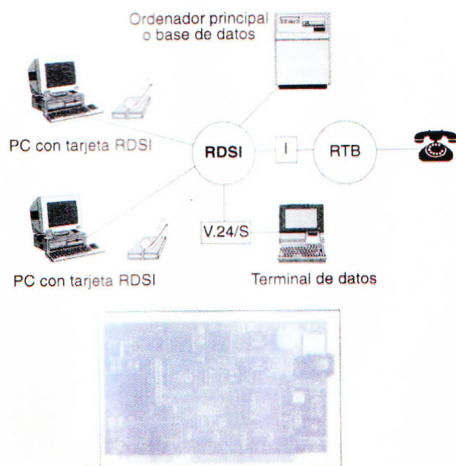 Ordenador principal
o base de datos
PC con tarjeta RDSI
RDSI
I
RTB
PC con tarjeta RDSI
V.24/S
Terminal de datos